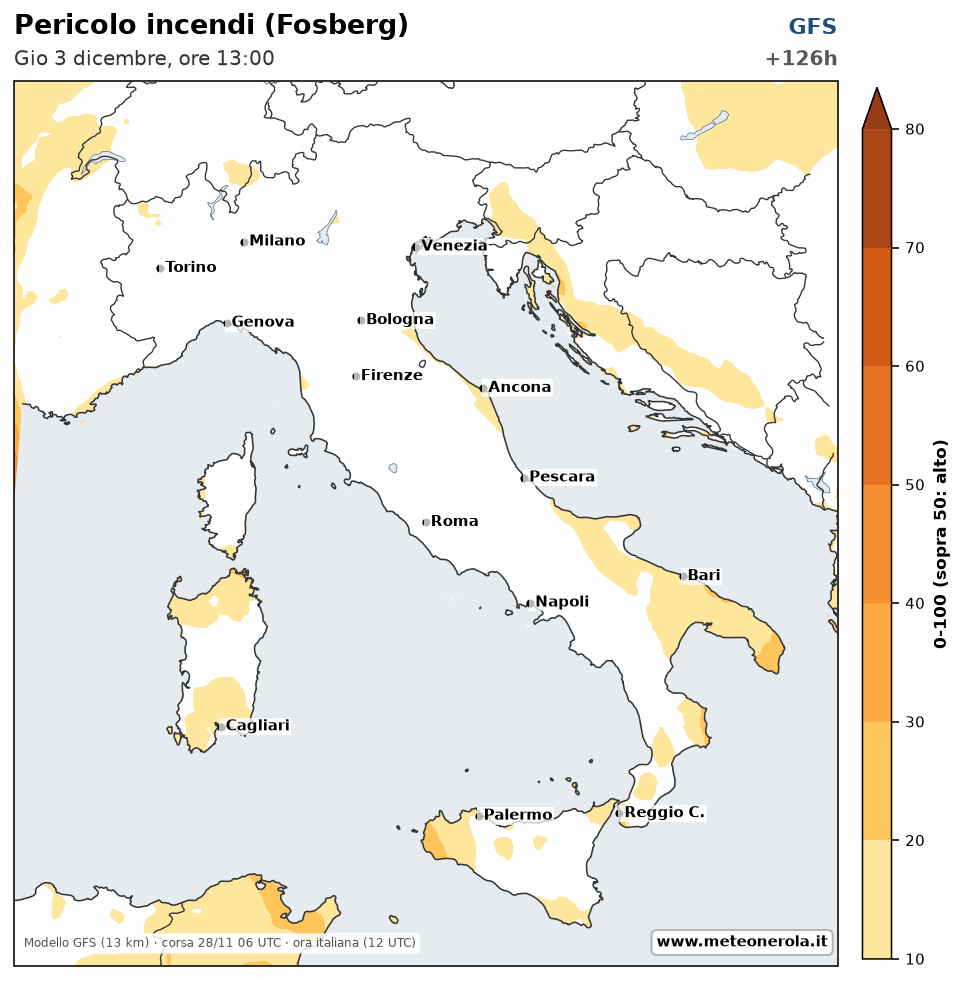 Pericolo incendi (Fosberg)
GFS
Gio 3 dicembre, ore 13:00
+126h
Milano
Venezia
Torino
Genova
Bologna
Firenze
Ancona
Pescara
Roma
Bari
Napoli
Cagliari
Palermo
Reggio C.
80
70
60
50
40
30
20
10
0-100 (sopra 50: alto)
Modello GFS (13 km) · corsa 28/11 06 UTC · ora italiana (12 UTC)
www.meteonerola.it